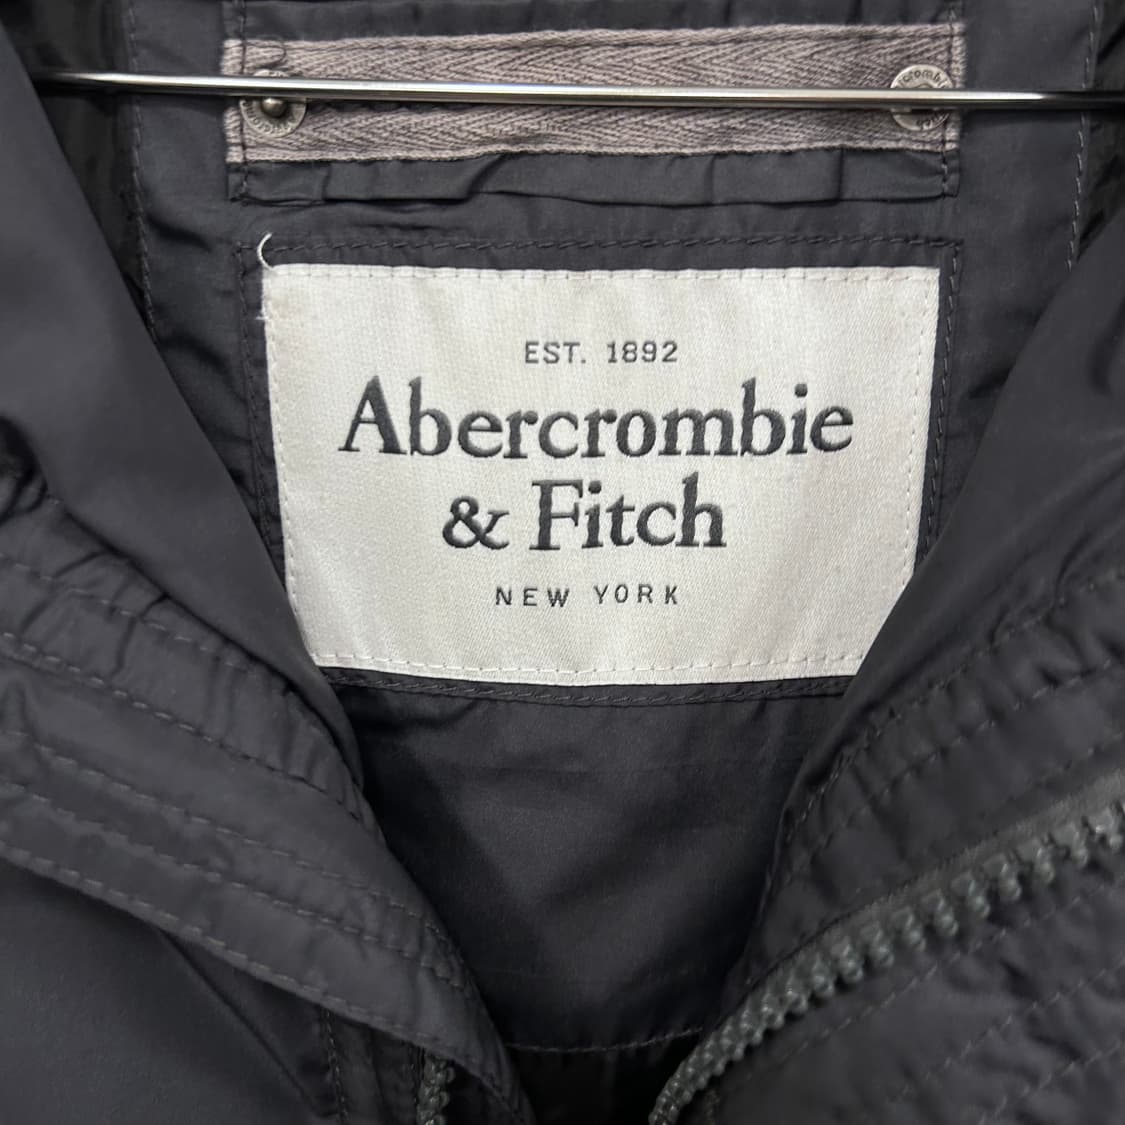 EST. 1892
Abercrombie
& Fitch
NEW YORK